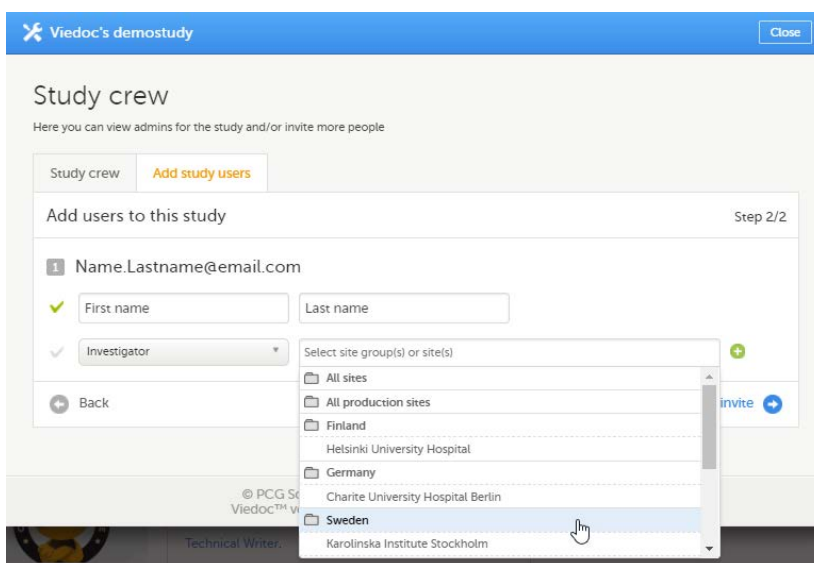 Viedoc's demostudy
Close
Study crew
Here you can view admins for the study and/or invite more people
Study crew
Add study users
Add users to this study
Step 2/2
1 Name.Lastname@email.com
First name
Last name
Investigator
Select site group(s) or site(s)
All sites
All production sites
Finland
Helsinki University Hospital
Germany
Charite University Hospital Berlin
Sweden
Karolinska Institute Stockholm
Back
invite
© PCG
Viedoc™
Technical Writer.